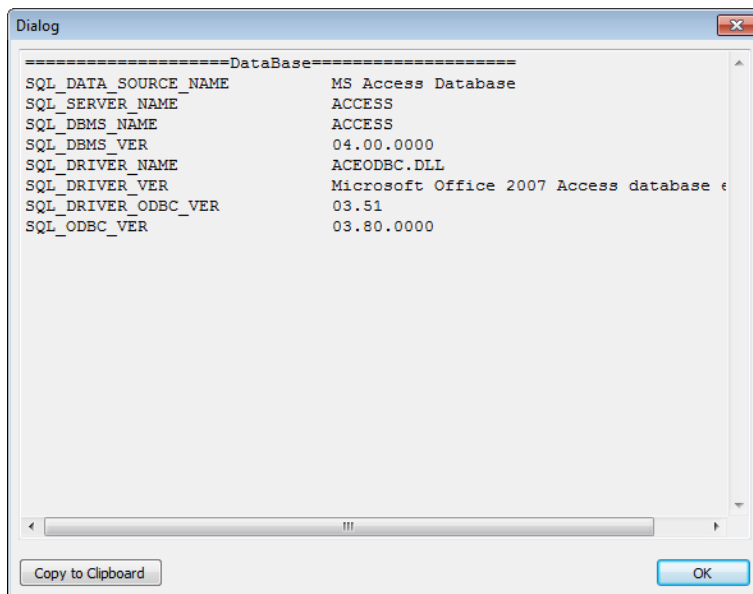 Dialog
====================DataBase====================
SQL_DATA_SOURCE_NAME          MS Access Database
SQL_SERVER_NAME               ACCESS
SQL_DBMS_NAME                 ACCESS
SQL_DBMS_VER                  04.00.0000
SQL_DRIVER_NAME               ACEODBC.DLL
SQL_DRIVER_VER                Microsoft Office 2007 Access database
SQL_DRIVER_ODBC_VER           03.51
SQL_ODBC_VER                  03.80.0000
Copy to Clipboard
OK